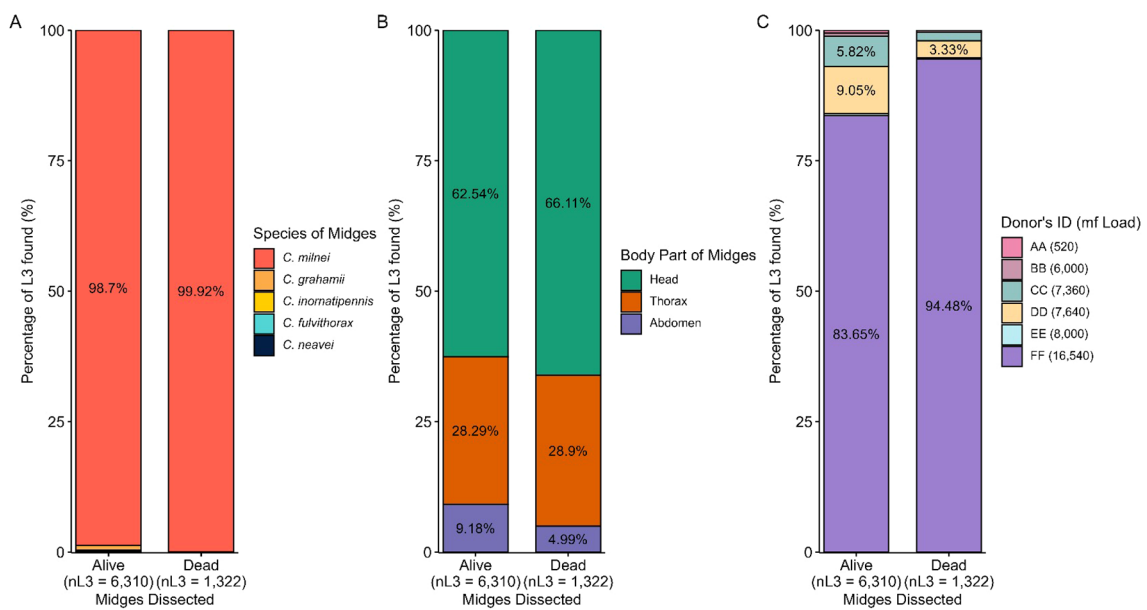 A
Percentage of L3 found (%)
100
75
50
25
0
98.7%
99.92%
Alive
(nL3 = 6,310)
Dead
(nL3 = 1,322)
Midges Dissected
Species of Midges
C. milnei
C. grahamii
C. inornatipennis
C. fulvithorax
C. neavei
B
Percentage of L3 found (%)
100
75
50
25
0
62.54%
66.11%
28.29%
28.9%
9.18%
4.99%
Alive
(nL3 = 6,310)
Dead
(nL3 = 1,322)
Midges Dissected
Body Part of Midges
Head
Thorax
Abdomen
C
Percentage of L3 found (%)
100
75
50
25
0
5.82%
3.33%
9.05%
83.65%
94.48%
Alive
(nL3 = 6,310)
Dead
(nL3 = 1,322)
Midges Dissected
Donor's ID (mf Load)
AA (520)
BB (6,000)
CC (7,360)
DD (7,640)
EE (8,000)
FF (16,540)